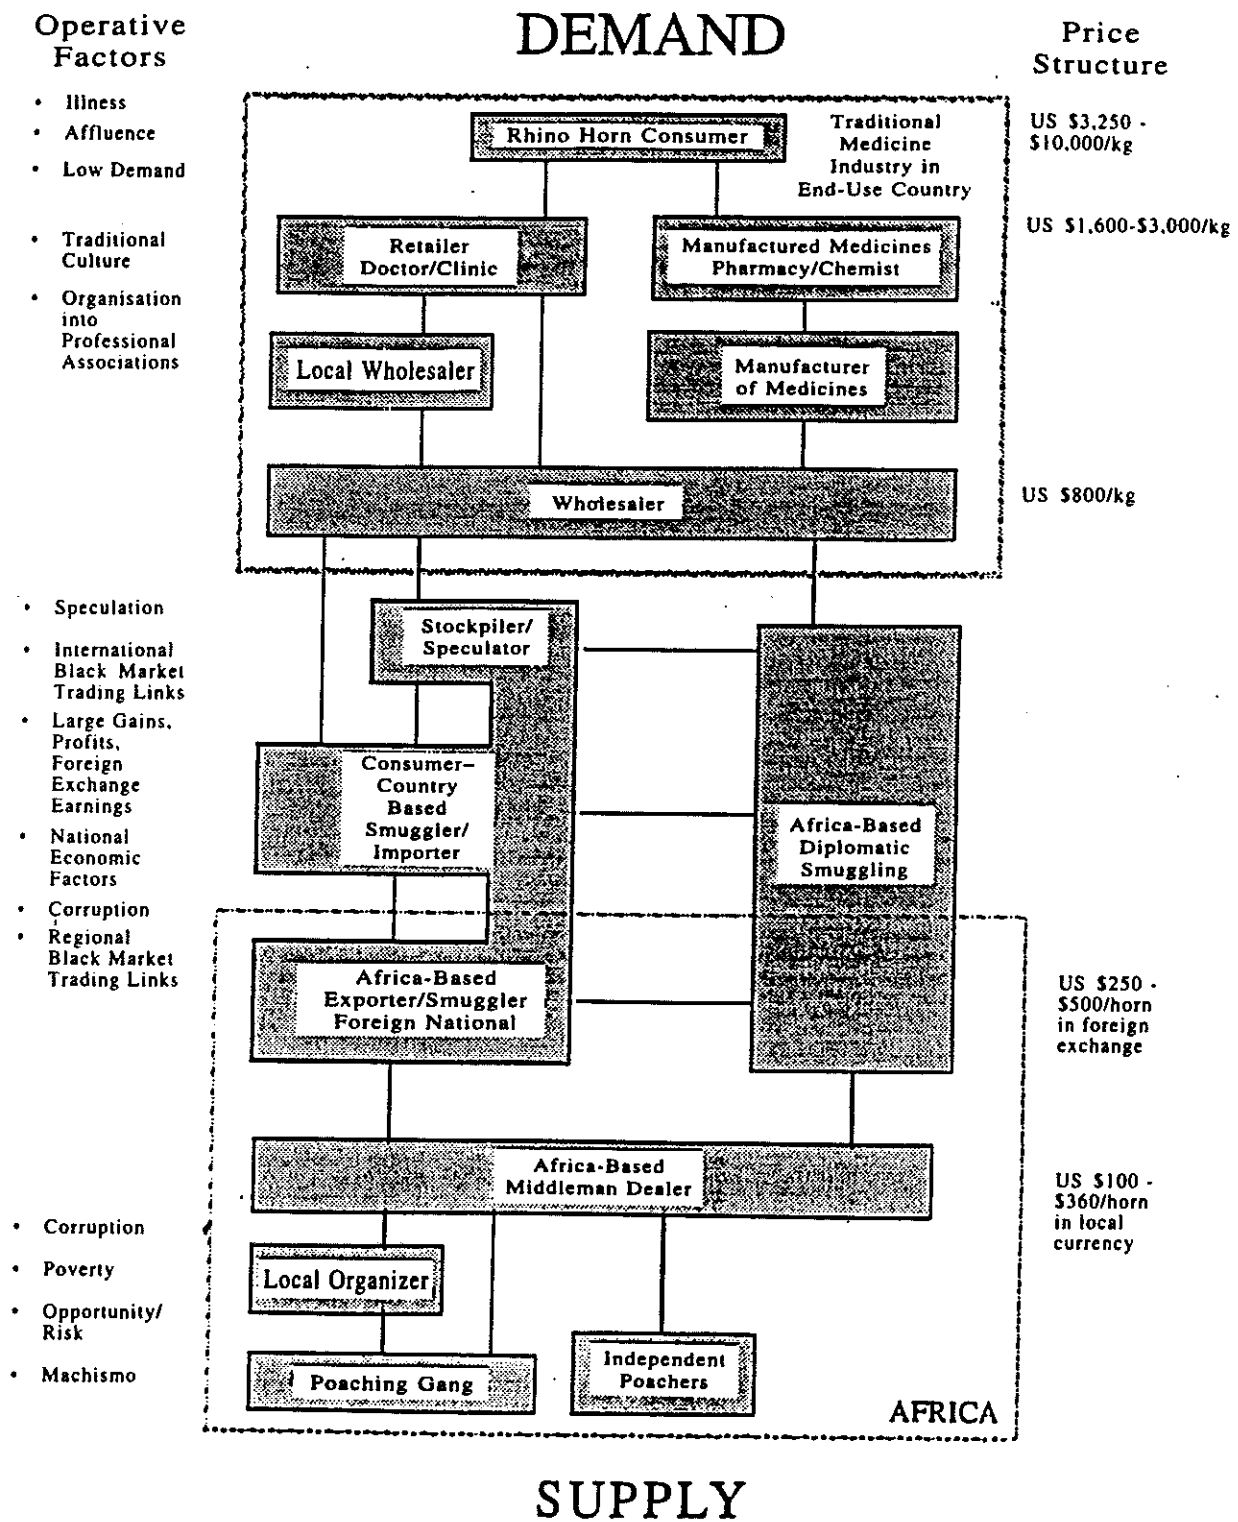 Operative
Factors
DEMAND
Price
Structure
• Illness
• Affluence
• Low Demand
• Traditional
Culture
• Organisation
into
Professional
Associations
Rhino Horn Consumer
Traditional
Medicine
Industry in
End-Use Country
US $3,250 -
$10,000/kg
Retailer
Doctor/Clinic
Manufactured Medicines
Pharmacy/Chemist
US $1,600-$3,000/kg
Local Wholesaler
Manufacturer
of Medicines
Wholesaler
US $800/kg
• Speculation
• International
Black Market
Trading Links
• Large Gains,
Profits,
Foreign
Exchange
Earnings
• National
Economic
Factors
• Corruption
• Regional
Black Market
Trading Links
Stockpiler/
Speculator
Consumer-
Country
Based
Smuggler/
Importer
Africa-Based
Diplomatic
Smuggling
Africa-Based
Exporter/Smuggler
Foreign National
US $250 -
$500/horn
in foreign
exchange
Africa-Based
Middleman Dealer
US $100 -
$360/horn
in local
currency
• Corruption
• Poverty
• Opportunity/
Risk
• Machismo
Local Organizer
Poaching Gang
Independent
Poachers
AFRICA
SUPPLY